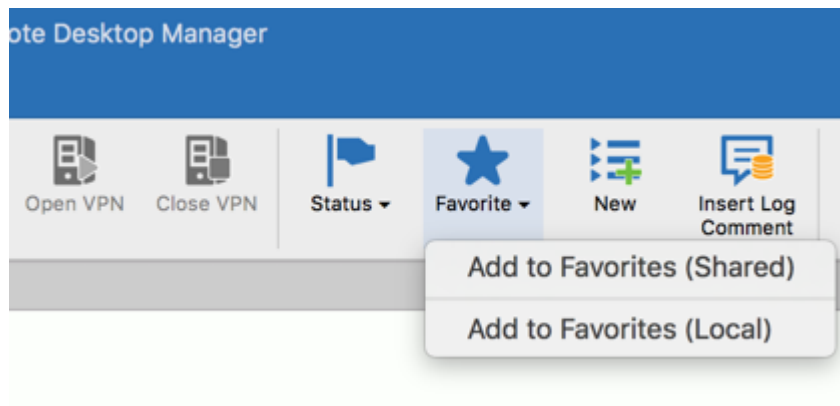 ote Desktop Manager
Open VPN
Close VPN
Status
Favorite
New
Insert Log
Comment
Add to Favorites (Shared)
Add to Favorites (Local)